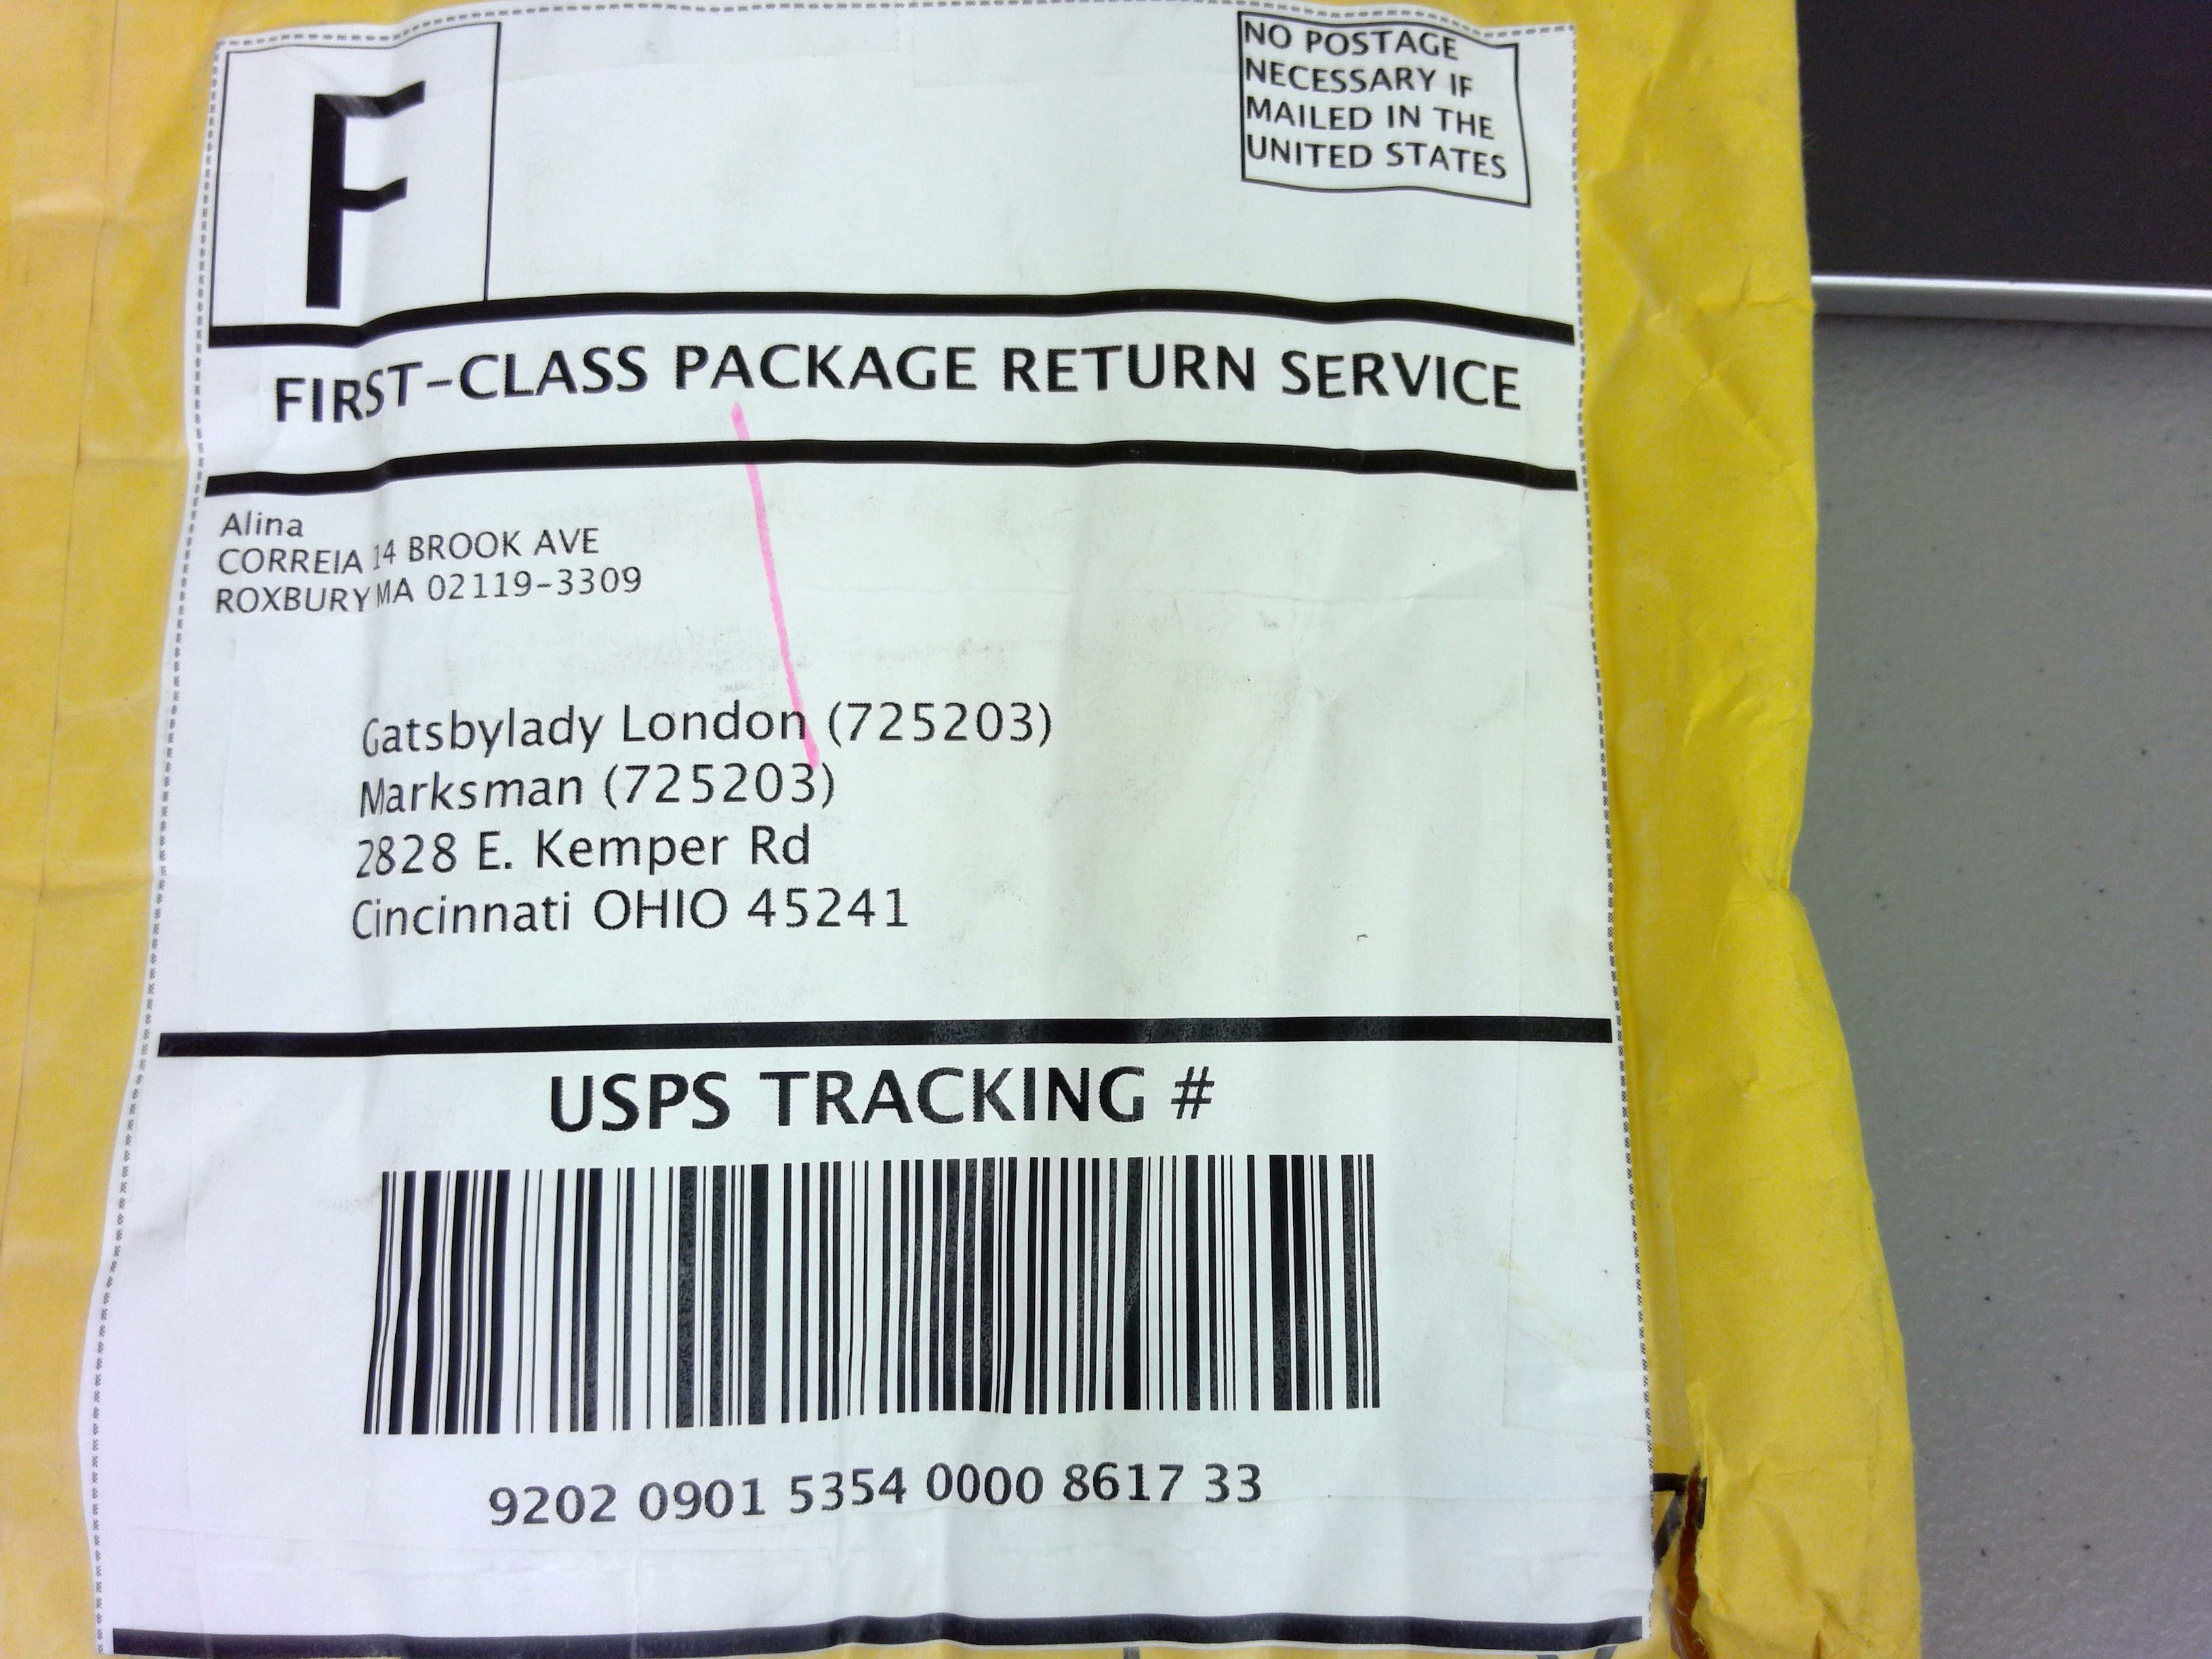 F
NO POSTAGE
NECESSARY IF
MAILED IN THE
UNITED STATES
FIRST-CLASS PACKAGE RETURN SERVICE
Alina
CORREIA 14 BROOK AVE
ROXBURY MA 02119-3309
Gatsbylady London (725203)
Marksman (725203)
2828 E. Kemper Rd
Cincinnati OHIO 45241
USPS TRACKING #
9202 0901 5354 0000 8617 33